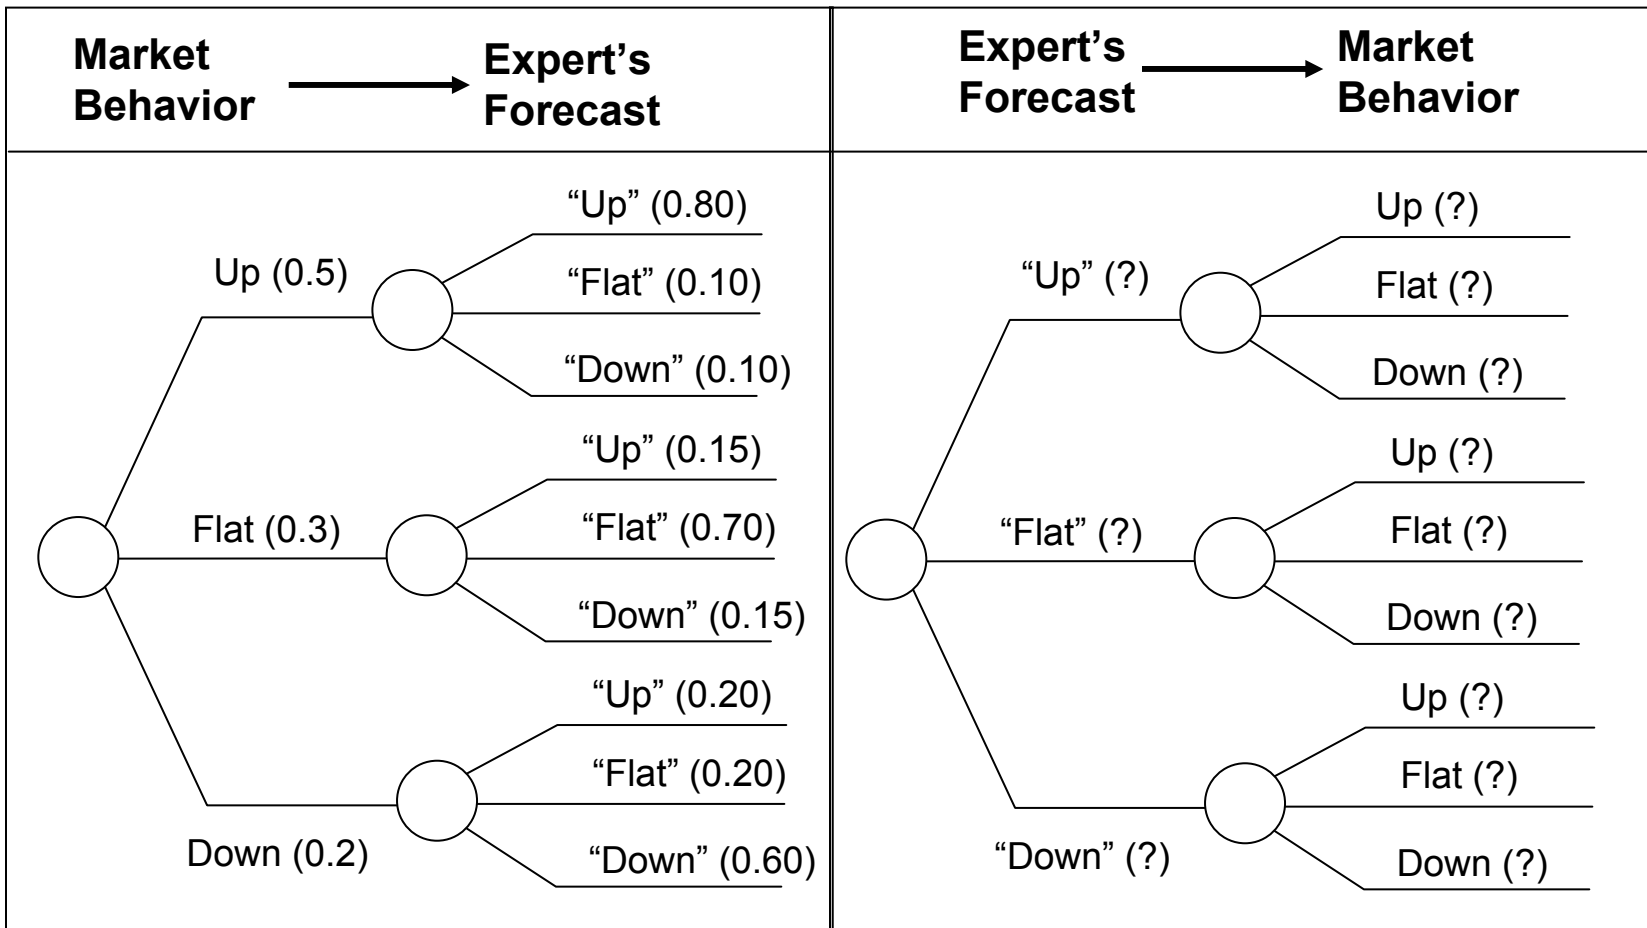 Market
Behavior
Expert’s
Forecast
Expert’s
Forecast
Market
Behavior
“Up” (0.80)
Up (0.5)
“Flat” (0.10)
“Down” (0.10)
“Up” (0.15)
Flat (0.3)
“Flat” (0.70)
“Down” (0.15)
“Up” (0.20)
“Flat” (0.20)
Down (0.2)
“Down” (0.60)
Up (?)
“Up” (?)
Flat (?)
Down (?)
Up (?)
“Flat” (?)
Flat (?)
Down (?)
Up (?)
Flat (?)
“Down” (?)
Down (?)